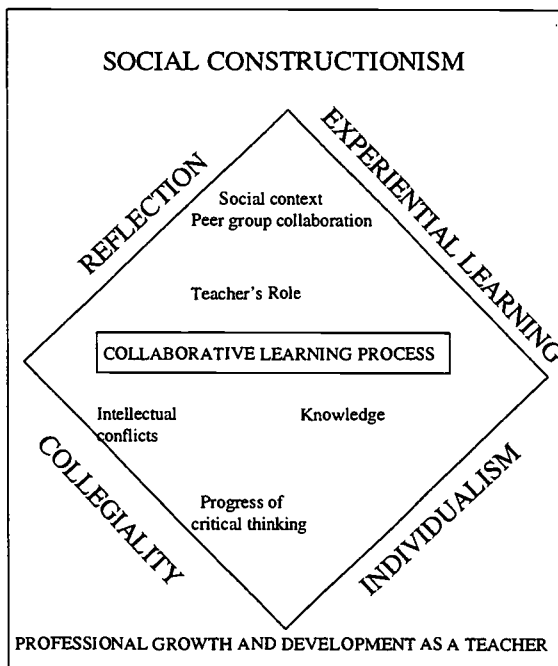 SOCIAL CONSTRUCTIONISM
REFLECTION
EXPERIENTIAL LEARNING
Social context
Peer group collaboration
Teacher's Role
COLLABORATIVE LEARNING PROCESS
Intellectual
conflicts
Knowledge
COLLEGIALITY
INDIVIDUALISM
Progress of
critical thinking
PROFESSIONAL GROWTH AND DEVELOPMENT AS A TEACHER